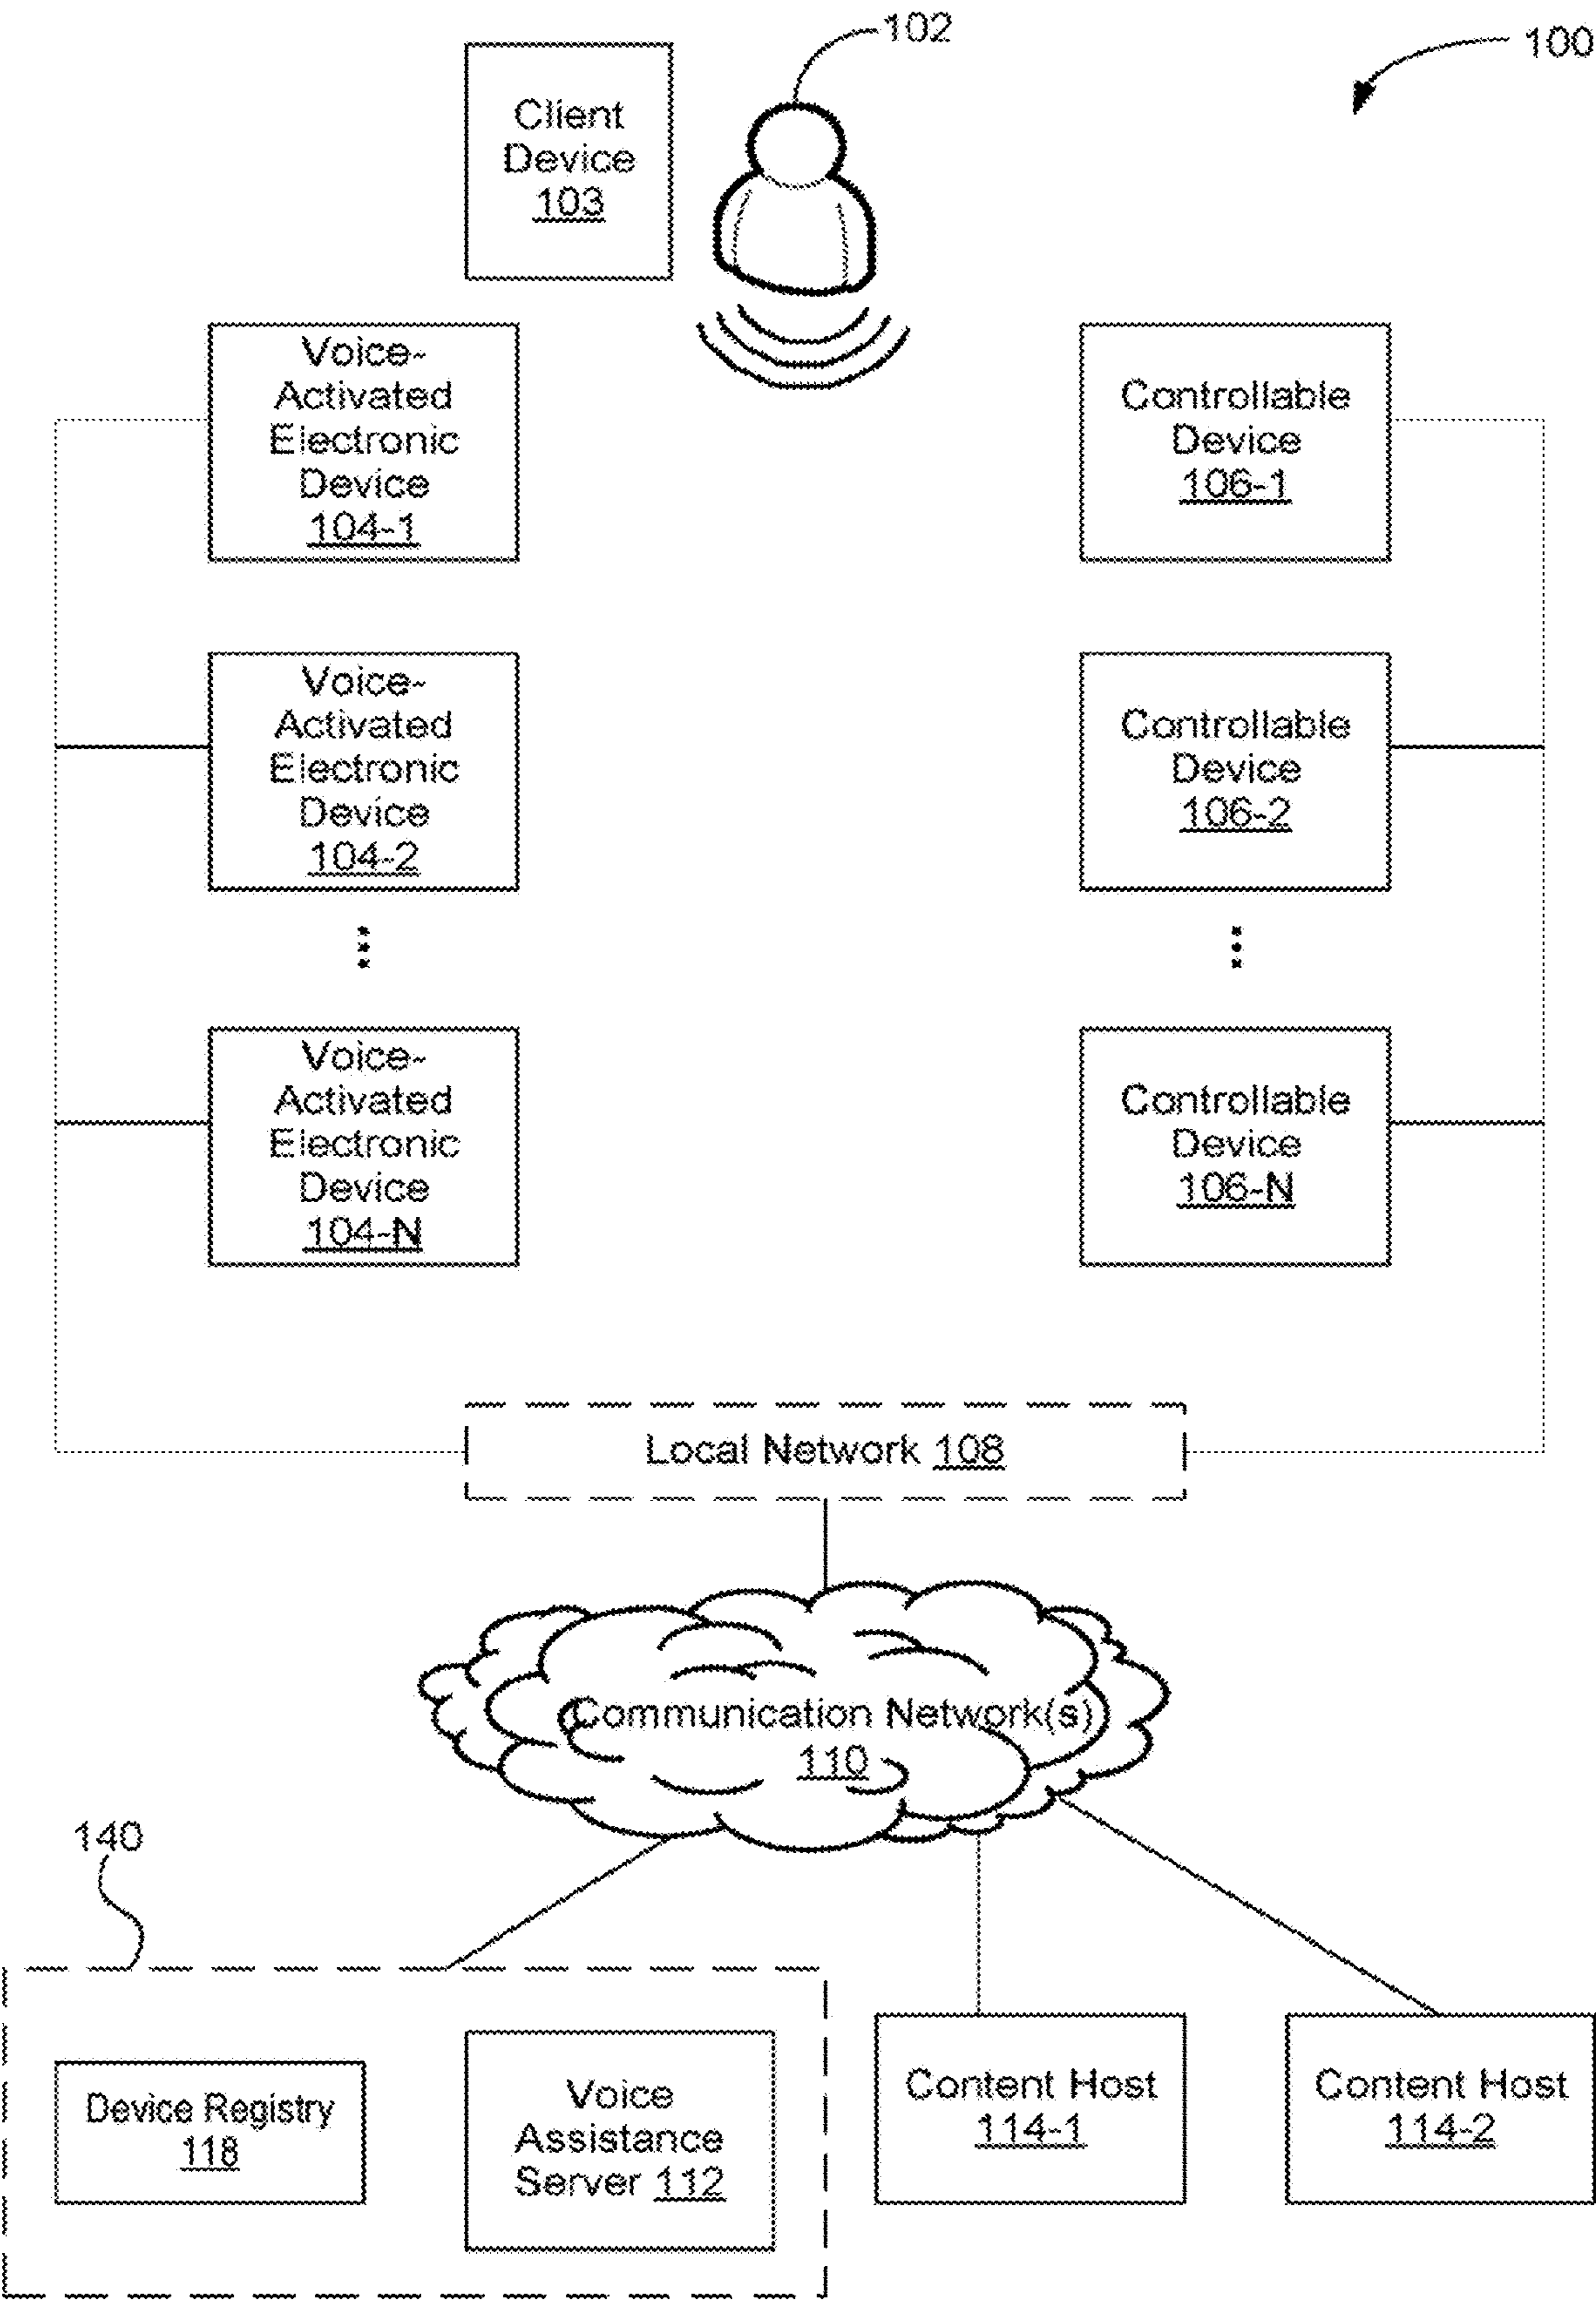 102
100
Client
Device
103
Voice-
Activated
Electronic
Device
104-1
Controllable
Device
106-1
Voice-
Activated
Electronic
Device
104-2
Controllable
Device
106-2
Voice-
Activated
Electronic
Device
104-N
Controllable
Device
106-N
Local Network 108
Communication Network(s)
110
140
Device Registry
118
Voice
Assistance
Server 112
Content Host
114-1
Content Host
114-2